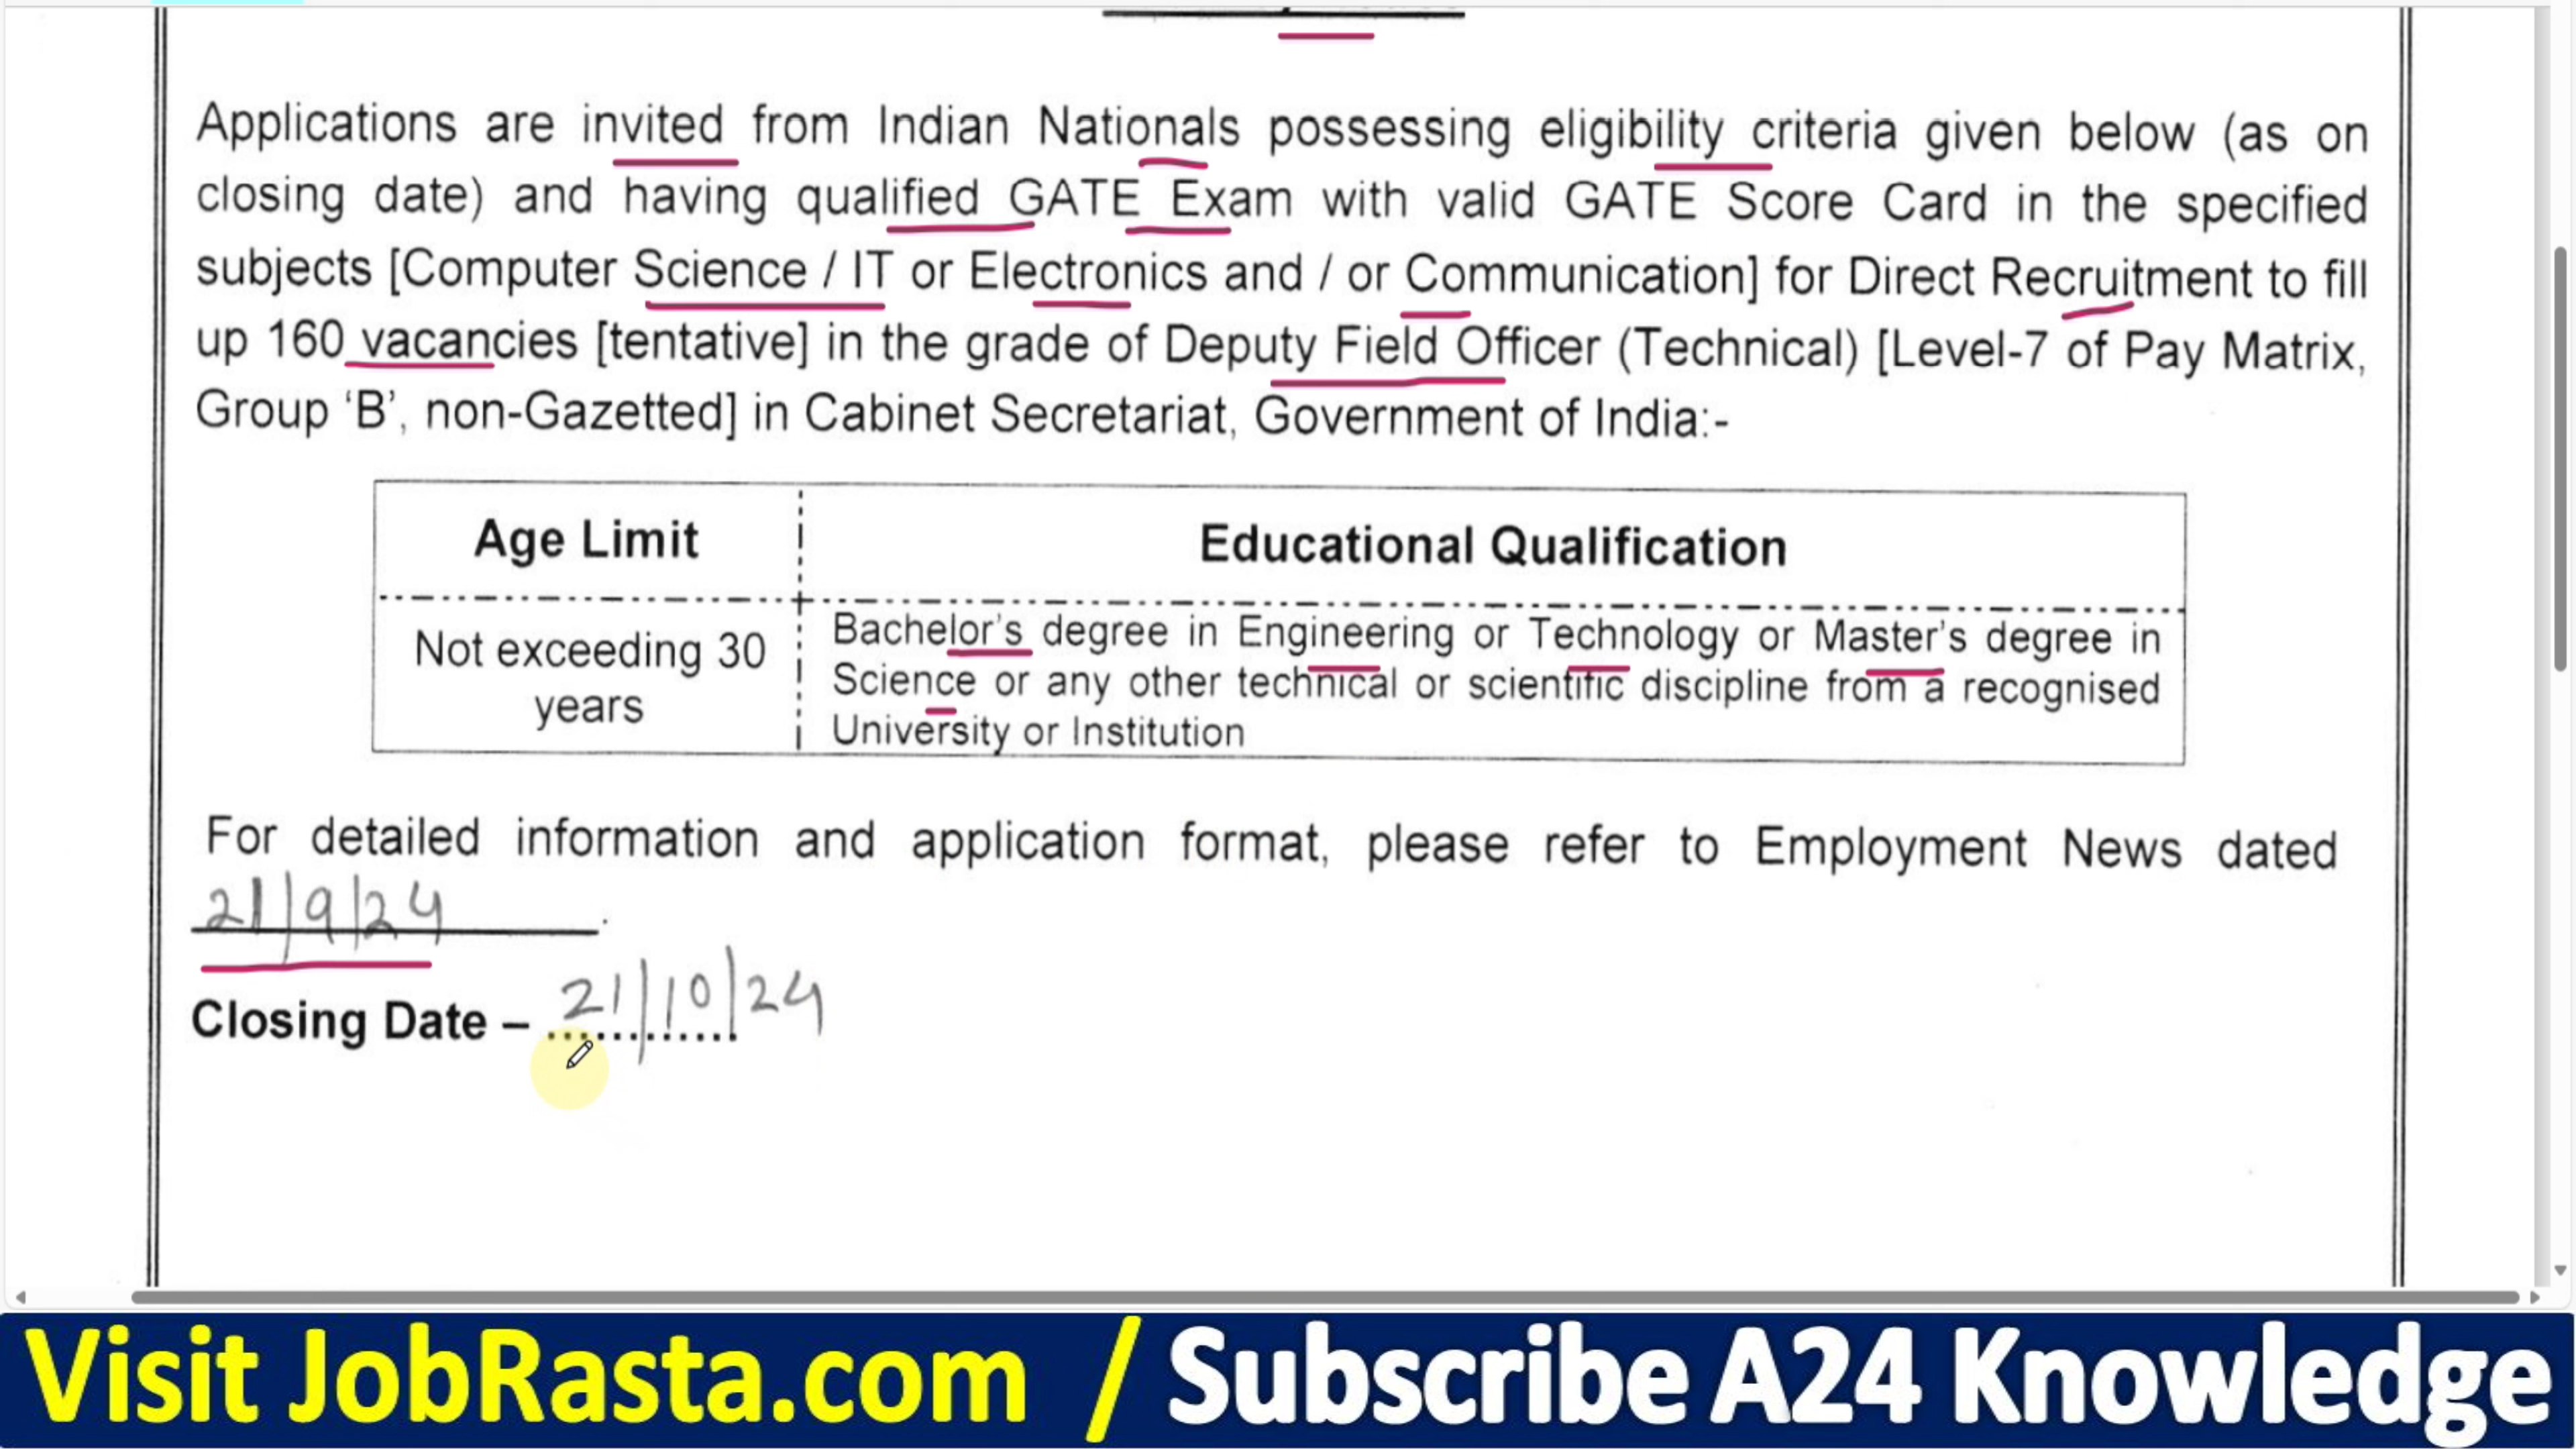 Applications are invited from Indian Nationals possessing eligibility criteria given below (as on
closing date) and having qualified GATE Exam with valid GATE Score Card in the specified
subjects [Computer Science / IT or Electronics and / or Communication] for Direct Recruitment to fill
up 160 vacancies [tentative] in the grade of Deputy Field Officer (Technical) [Level-7 of Pay Matrix,
Group ‘B’, non-Gazetted] in Cabinet Secretariat, Government of India:-
Age Limit
Educational Qualification
Not exceeding 30
years
Bachelor’s degree in Engineering or Technology or Master’s degree in
Science or any other technical or scientific discipline from a recognised
University or Institution
For detailed information and application format, please refer to Employment News dated
21/9/24.
Closing Date – 21/10/24
Visit JobRasta.com / Subscribe A24 Knowledge